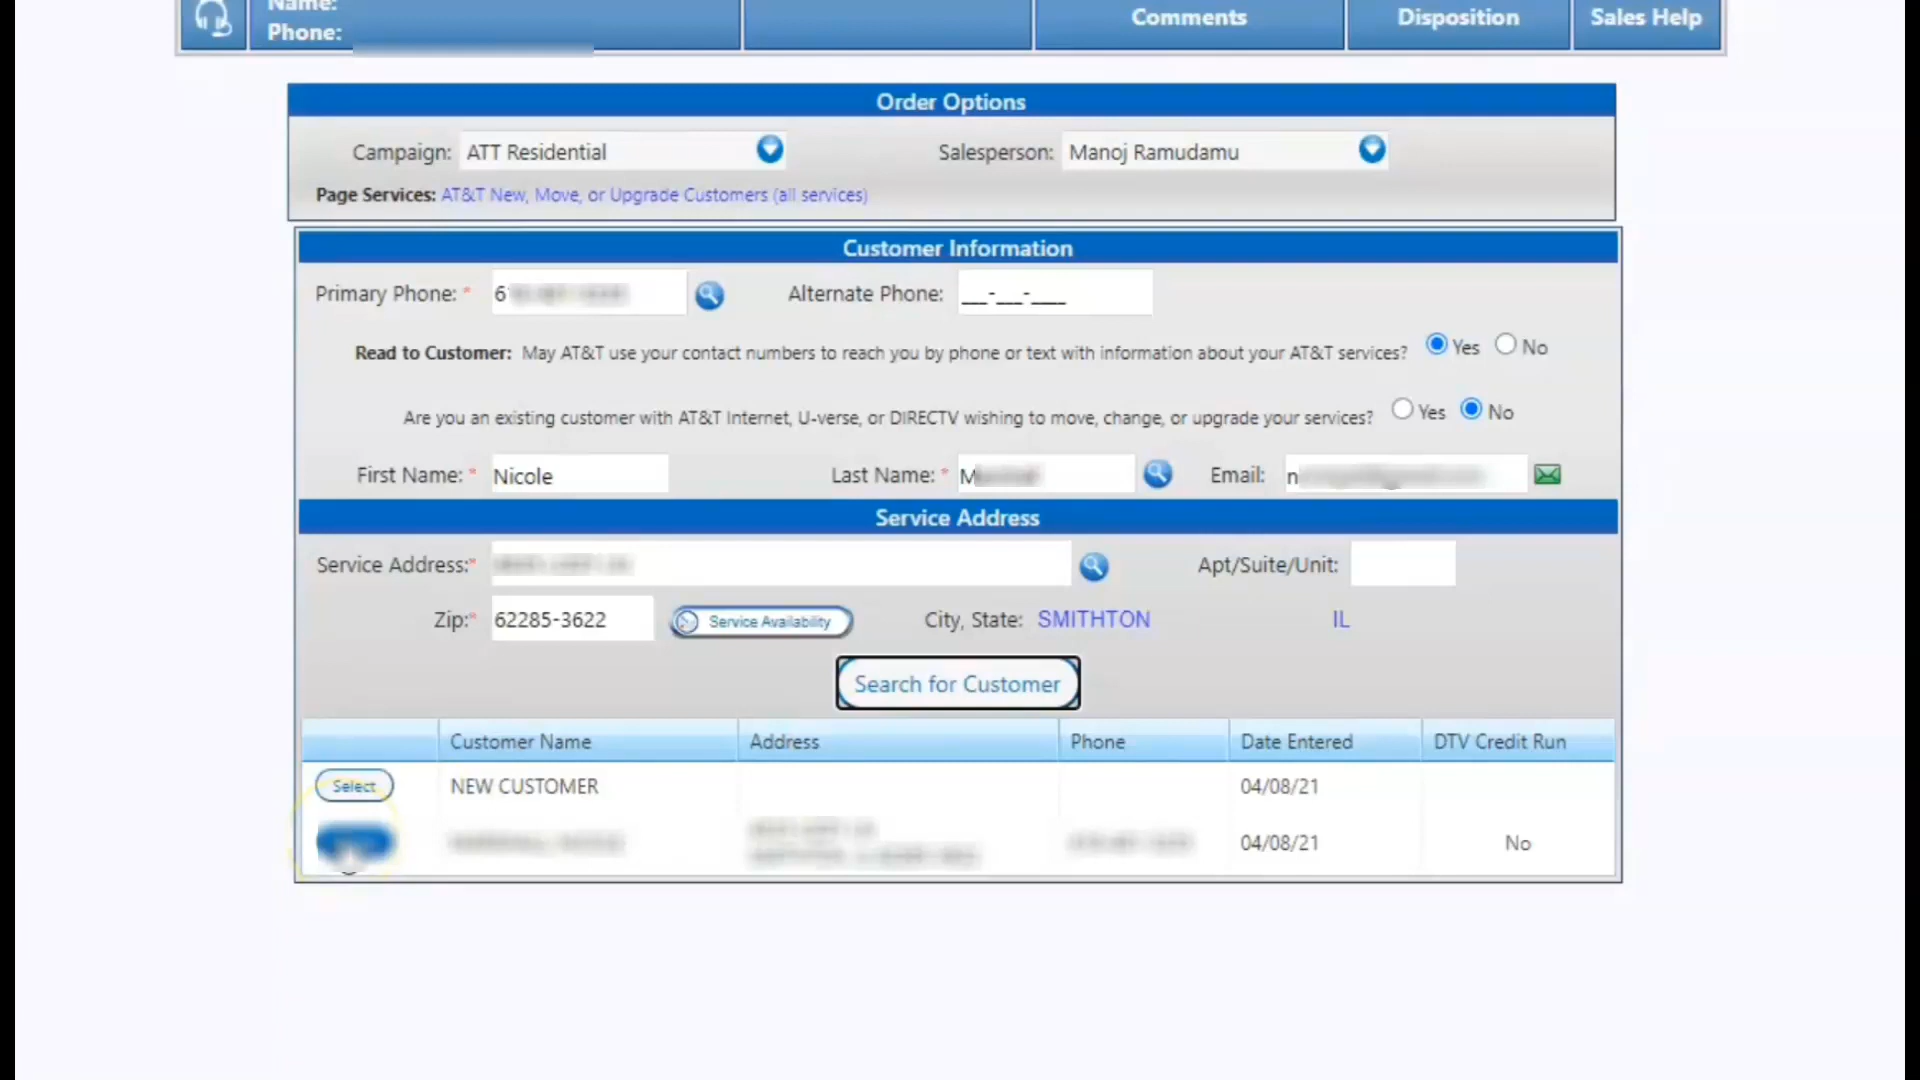 Name:
Phone:
Comments
Disposition
Sales Help
Order Options
Campaign: ATT Residential Salesperson: Manoj Ramudamu
Page Services: AT&T New, Move, or Upgrade Customers (all services)
Customer Information
Primary Phone: * 6 Alternate Phone: ___-___-____
Read to Customer: May AT&T use your contact numbers to reach you by phone or text with information about your AT&T services? Yes No
Are you an existing customer with AT&T Internet, U-verse, or DIRECTV wishing to move, change, or upgrade your services? Yes No
First Name: * Nicole Last Name: * M Email: n
Service Address
Service Address:* Apt/Suite/Unit:
Zip:* 62285-3622 Service Availability City, State: SMITHTON IL
Search for Customer
Customer Name Address Phone Date Entered DTV Credit Run
Select NEW CUSTOMER 04/08/21
04/08/21 No